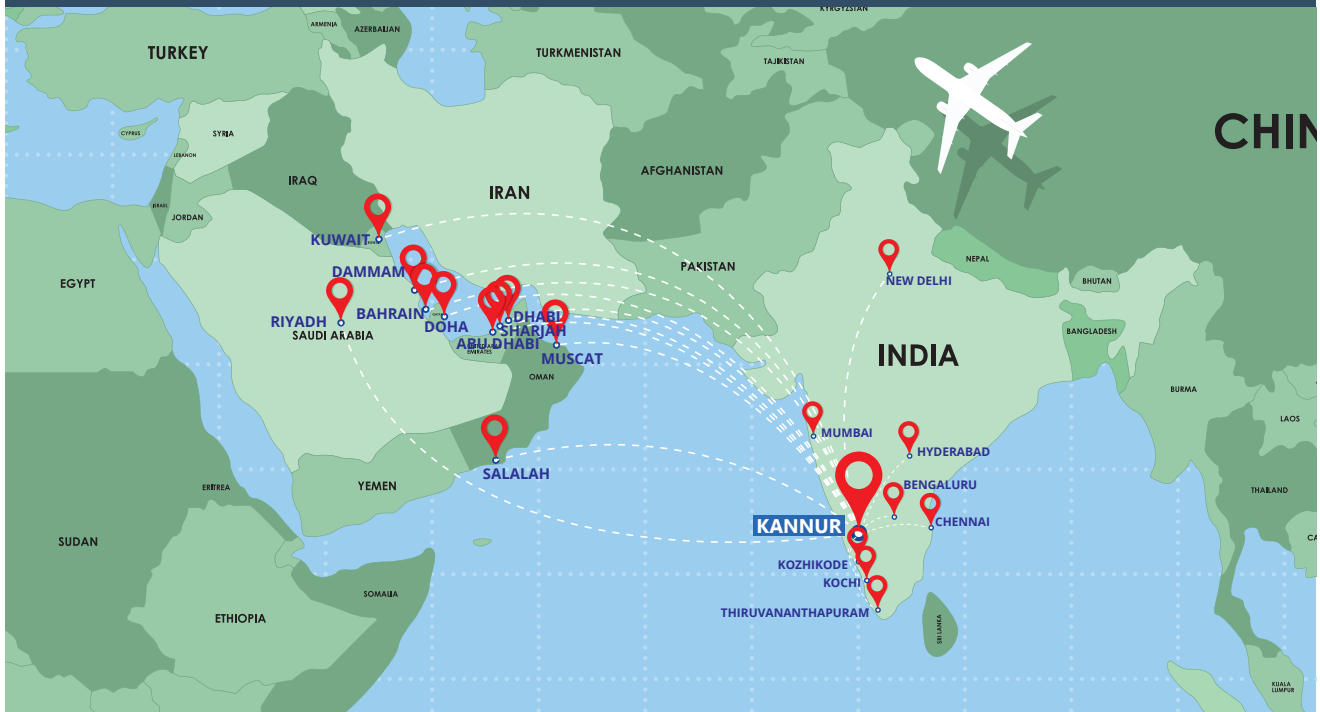 KYRGYZSTAN
ARMENIA
AZERBAIJAN
TURKEY
TURKMENISTAN
TAJIKISTAN
CHIN
CYPRUS
SYRIA
LEBANON
IRAQ
IRAN
AFGHANISTAN
ISRAEL
JORDAN
KUWAIT
PAKISTAN
NEPAL
DAMMAM
EGYPT
NEW DELHI
BHUTAN
BAHRAIN
RIYADH
SAUDI ARABIA
DOHA
DHABI
SHARJAH
ABU DHABI
EMIRATES
MUSCAT
BANGLADESH
INDIA
OMAN
BURMA
LAOS
MUMBAI
HYDERABAD
SALALAH
YEMEN
ERITREA
BENGALURU
THAILAND
KANNUR
CHENNAI
SUDAN
CA
KOZHIKODE
KOCHI
SOMALIA
THIRUVANANTHAPURAM
ETHIOPIA
SRI LANKA
KUALA
LUMPUR